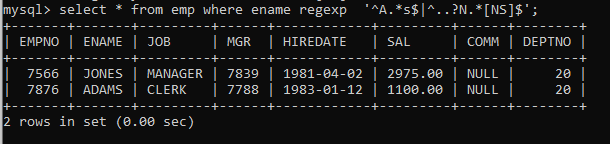 mysql> select * from emp where ename regexp  '^A.*s$|^..?N.*[NS]$';
+-------+-------+---------+------+------------+---------+------+--------+
| EMPNO | ENAME | JOB     | MGR  | HIREDATE   | SAL     | COMM | DEPTNO |
+-------+-------+---------+------+------------+---------+------+--------+
|  7566 | JONES | MANAGER | 7839 | 1981-04-02 | 2975.00 | NULL |     20 |
|  7876 | ADAMS | CLERK   | 7788 | 1983-01-12 | 1100.00 | NULL |     20 |
+-------+-------+---------+------+------------+---------+------+--------+
2 rows in set (0.00 sec)